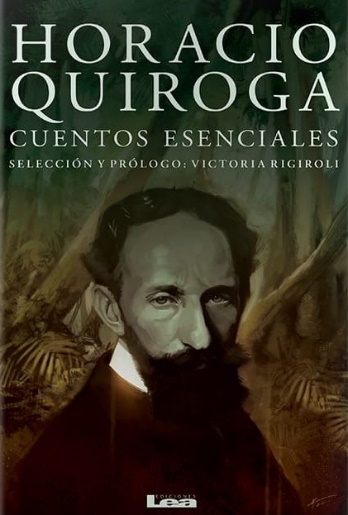 HORACIO
QUIROGA
CUENTOS ESENCIALES
SELECCIÓN Y PRÓLOGO: VICTORIA RIGIROLI
EDICIONES
Lea